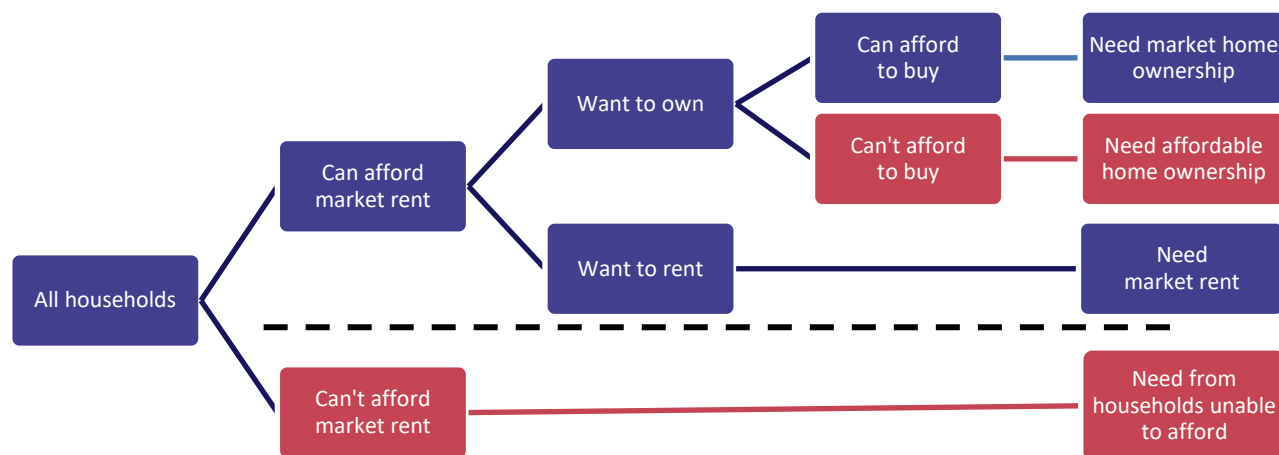 Can afford
to buy
Need market home
ownership
Want to own
Can't afford
to buy
Need affordable
home ownership
Can afford
market rent
Want to rent
Need
market rent
All households
Can't afford
market rent
Need from
households unable
to afford